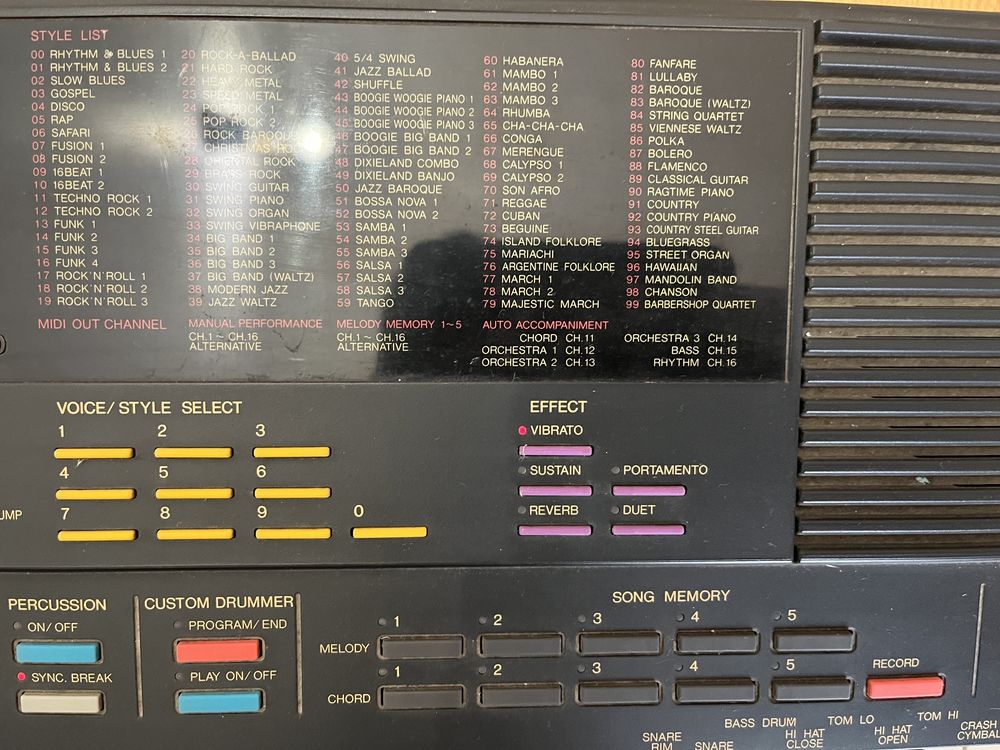 STYLE LIST
00 RHYTHM & BLUES 1
01 RHYTHM & BLUES 2
02 SLOW BLUES
03 GOSPEL
04 DISCO
05 RAP
06 SAFARI
07 FUSION 1
08 FUSION 2
09 16BEAT 1
10 16BEAT 2
11 TECHNO ROCK 1
12 TECHNO ROCK 2
13 FUNK 1
14 FUNK 2
15 FUNK 3
16 FUNK 4
17 ROCK'N'ROLL 1
18 ROCK'N'ROLL 2
19 ROCK'N'ROLL 3
20 ROCK-A-BALLAD
21 HARD ROCK
22 HEAVY METAL
23 SPEED METAL
24 POP ROCK 1
25 POP ROCK 2
26 ROCK BAROQUE
27 CHRISTMAS ROCK
28 ORIENTAL ROCK
29 BRASS ROCK
30 SWING GUITAR
31 SWING PIANO
32 SWING ORGAN
33 SWING VIBRAPHONE
34 BIG BAND 1
35 BIG BAND 2
36 BIG BAND 3
37 BIG BAND (WALTZ)
38 MODERN JAZZ
39 JAZZ WALTZ
40 5/4 SWING
41 JAZZ BALLAD
42 SHUFFLE
43 BOOGIE WOOGIE PIANO 1
44 BOOGIE WOOGIE PIANO 2
45 BOOGIE WOOGIE PIANO 3
46 BOOGIE BIG BAND 1
47 BOOGIE BIG BAND 2
48 DIXIELAND COMBO
49 DIXIELAND BANJO
50 JAZZ BAROQUE
51 BOSSA NOVA 1
52 BOSSA NOVA 2
53 SAMBA 1
54 SAMBA 2
55 SAMBA 3
56 SALSA 1
57 SALSA 2
58 SALSA 3
59 TANGO
60 HABANERA
61 MAMBO 1
62 MAMBO 2
63 MAMBO 3
64 RHUMBA
65 CHA-CHA-CHA
66 CONGA
67 MERENGUE
68 CALYPSO 1
69 CALYPSO 2
70 SON AFRO
71 REGGAE
72 CUBAN
73 BEGUINE
74 ISLAND FOLKLORE
75 MARIACHI
76 ARGENTINE FOLKLORE
77 MARCH 1
78 MARCH 2
79 MAJESTIC MARCH
80 FANFARE
81 LULLABY
82 BAROQUE
83 BAROQUE (WALTZ)
84 STRING QUARTET
85 VIENNESE WALTZ
86 POLKA
87 BOLERO
88 FLAMENCO
89 CLASSICAL GUITAR
90 RAGTIME PIANO
91 COUNTRY
92 COUNTRY PIANO
93 COUNTRY STEEL GUITAR
94 BLUEGRASS
95 STREET ORGAN
96 HAWAIIAN
97 MANDOLIN BAND
98 CHANSON
99 BARBERSHOP QUARTET
MIDI OUT CHANNEL
MANUAL PERFORMANCE
CH.1 ~ CH.16
ALTERNATIVE
MELODY MEMORY 1~5
CH.1 ~ CH.16
ALTERNATIVE
AUTO ACCOMPANIMENT
CHORD CH.11
ORCHESTRA 1 CH.12
ORCHESTRA 2 CH.13
ORCHESTRA 3 CH.14
BASS CH.15
RHYTHM CH.16
VOICE/STYLE SELECT
1 2 3
4 5 6
7 8 9 0
UMP
EFFECT
VIBRATO
SUSTAIN PORTAMENTO
REVERB DUET
PERCUSSION
ON/OFF
SYNC. BREAK
CUSTOM DRUMMER
PROGRAM/END
PLAY ON/OFF
SONG MEMORY
1 2 3 4 5
MELODY
1 2 3 4 5
CHORD
RECORD
SNARE RIM
SNARE
BASS DRUM
HI HAT CLOSE
TOM LO
HI HAT OPEN
TOM HI
CRASH CYMBAL